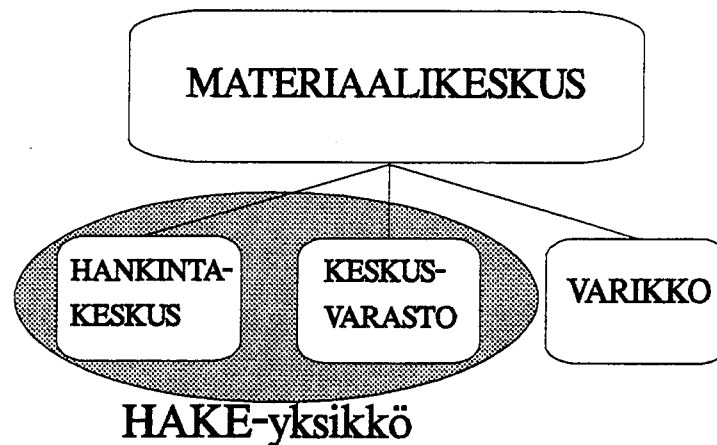 MATERIAALIKESKUS
HANKINTA-
KESKUS
KESKUS-
VARASTO
VARIKKO
HAKE-yksikkö